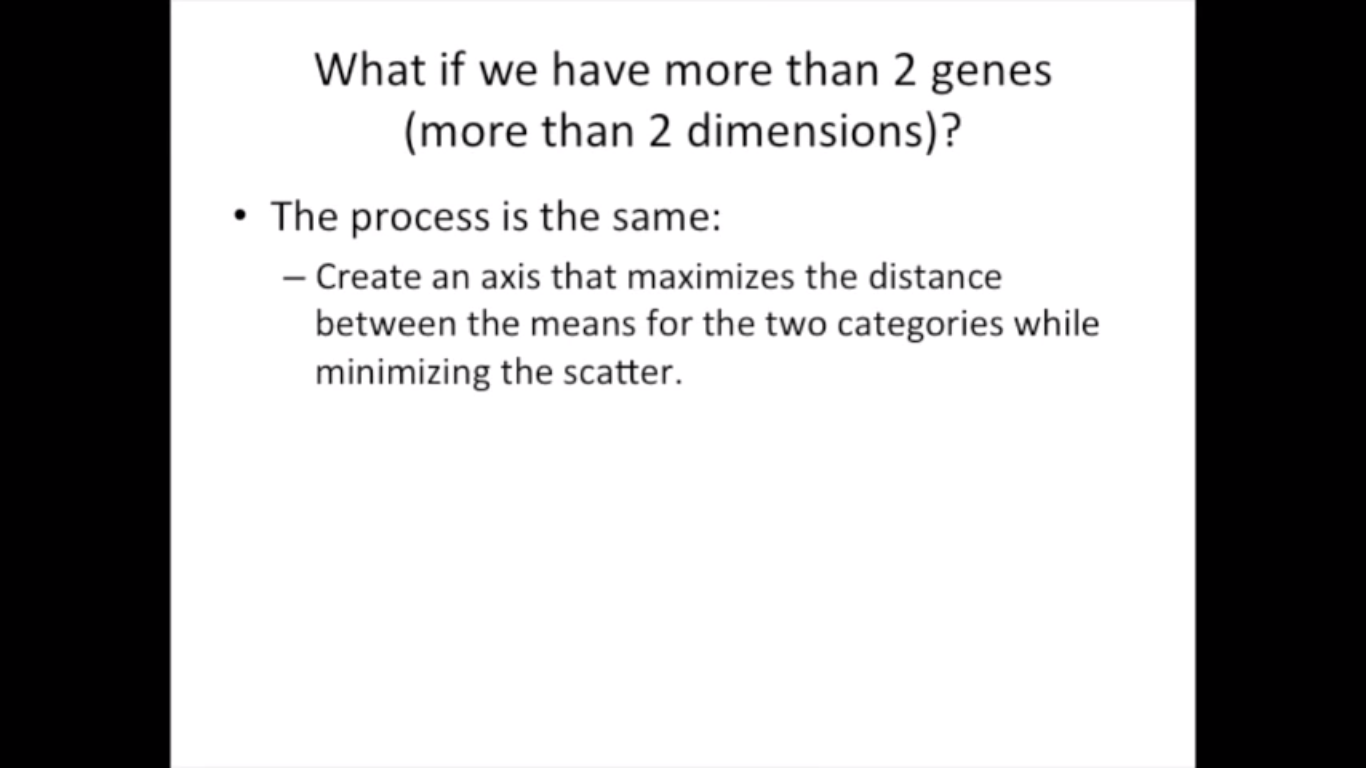 What if we have more than 2 genes
(more than 2 dimensions)?
• The process is the same:
– Create an axis that maximizes the distance
between the means for the two categories while
minimizing the scatter.